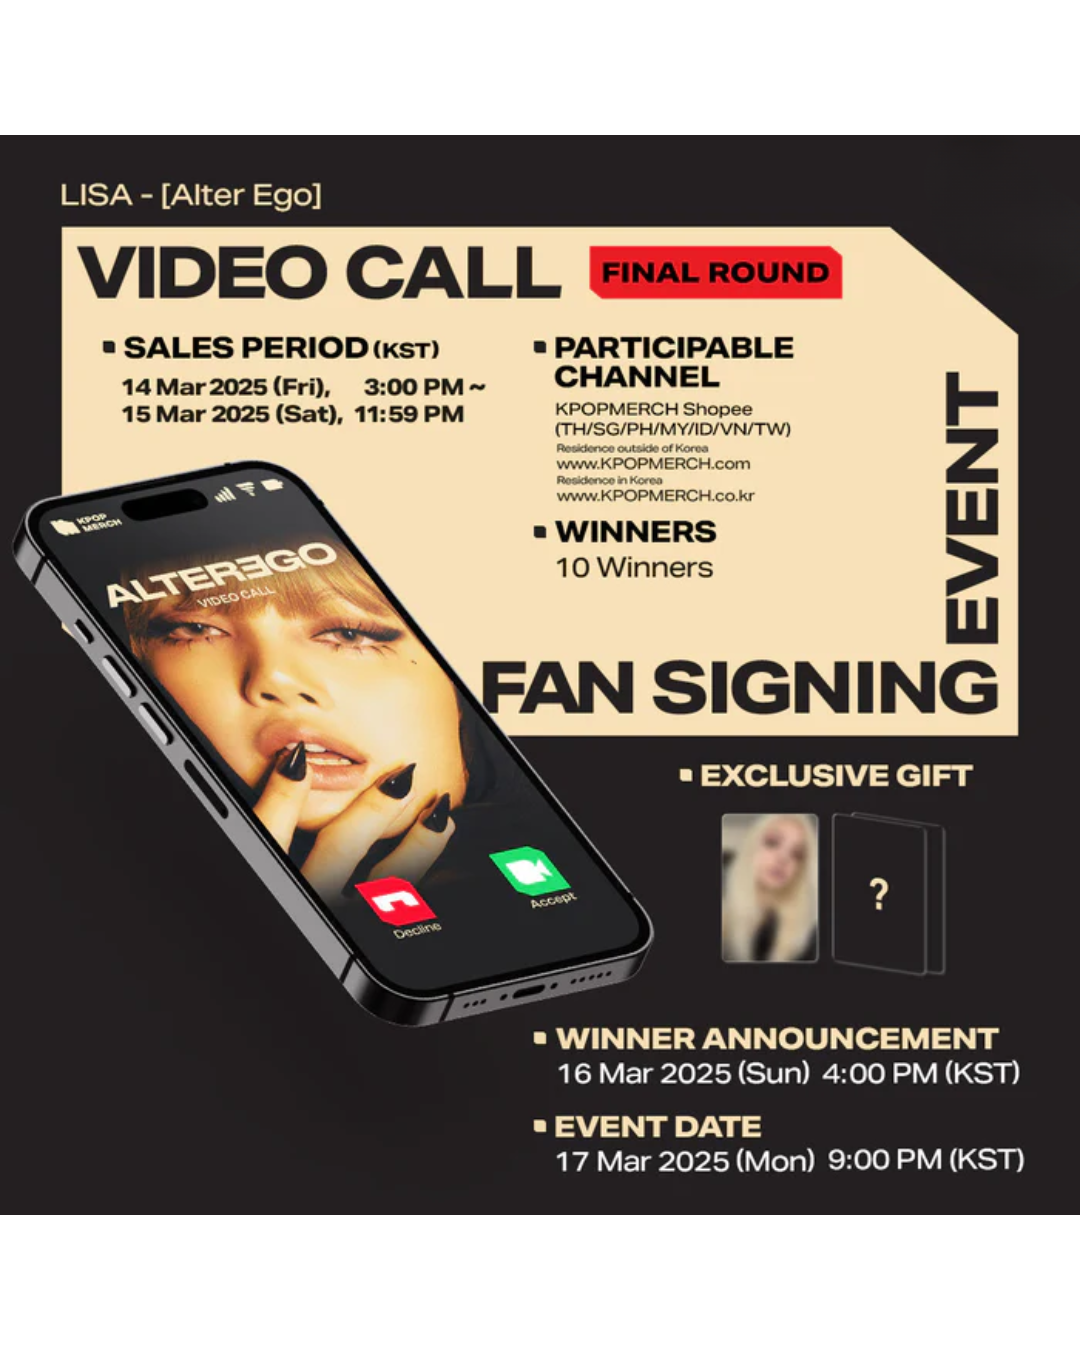 LISA - [Alter Ego]
VIDEO CALL
FINAL ROUND
SALES PERIOD (KST)
14 Mar 2025 (Fri), 3:00 PM ~
15 Mar 2025 (Sat), 11:59 PM
PARTICIPABLE
CHANNEL
KPOPMERCH Shopee
(TH/SG/PH/MY/ID/VN/TW)
Residence outside of Korea
www.KPOPMERCH.com
Residence in Korea
www.KPOPMERCH.co.kr
WINNERS
10 Winners
FAN SIGNING
EVENT
KPOP
MERCH
ALTERƎGO
VIDEO CALL
Decline
Accept
EXCLUSIVE GIFT
?
WINNER ANNOUNCEMENT
16 Mar 2025 (Sun) 4:00 PM (KST)
EVENT DATE
17 Mar 2025 (Mon) 9:00 PM (KST)